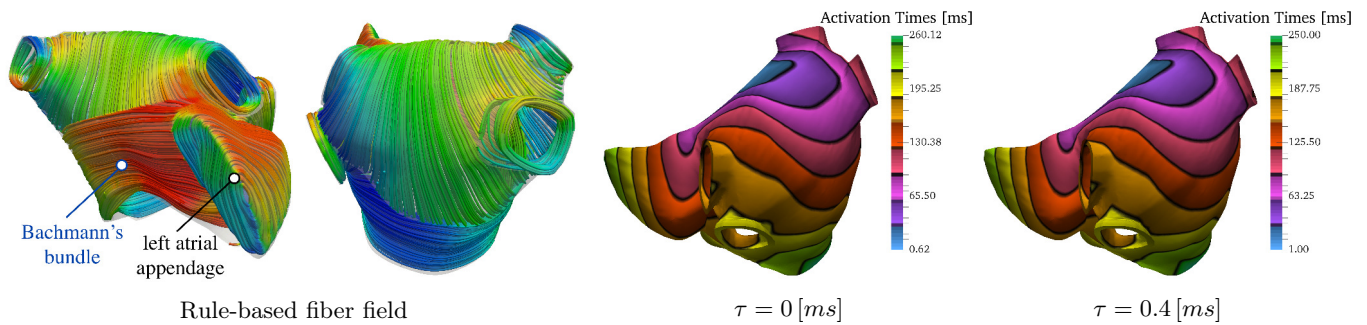 Activation Times [ms]
260.12
195.25
130.38
65.50
0.62
Activation Times [ms]
250.00
187.75
125.50
63.25
1.00
Bachmann's
bundle
left atrial
appendage
Rule-based fiber field
τ = 0 [ms]
τ = 0.4 [ms]